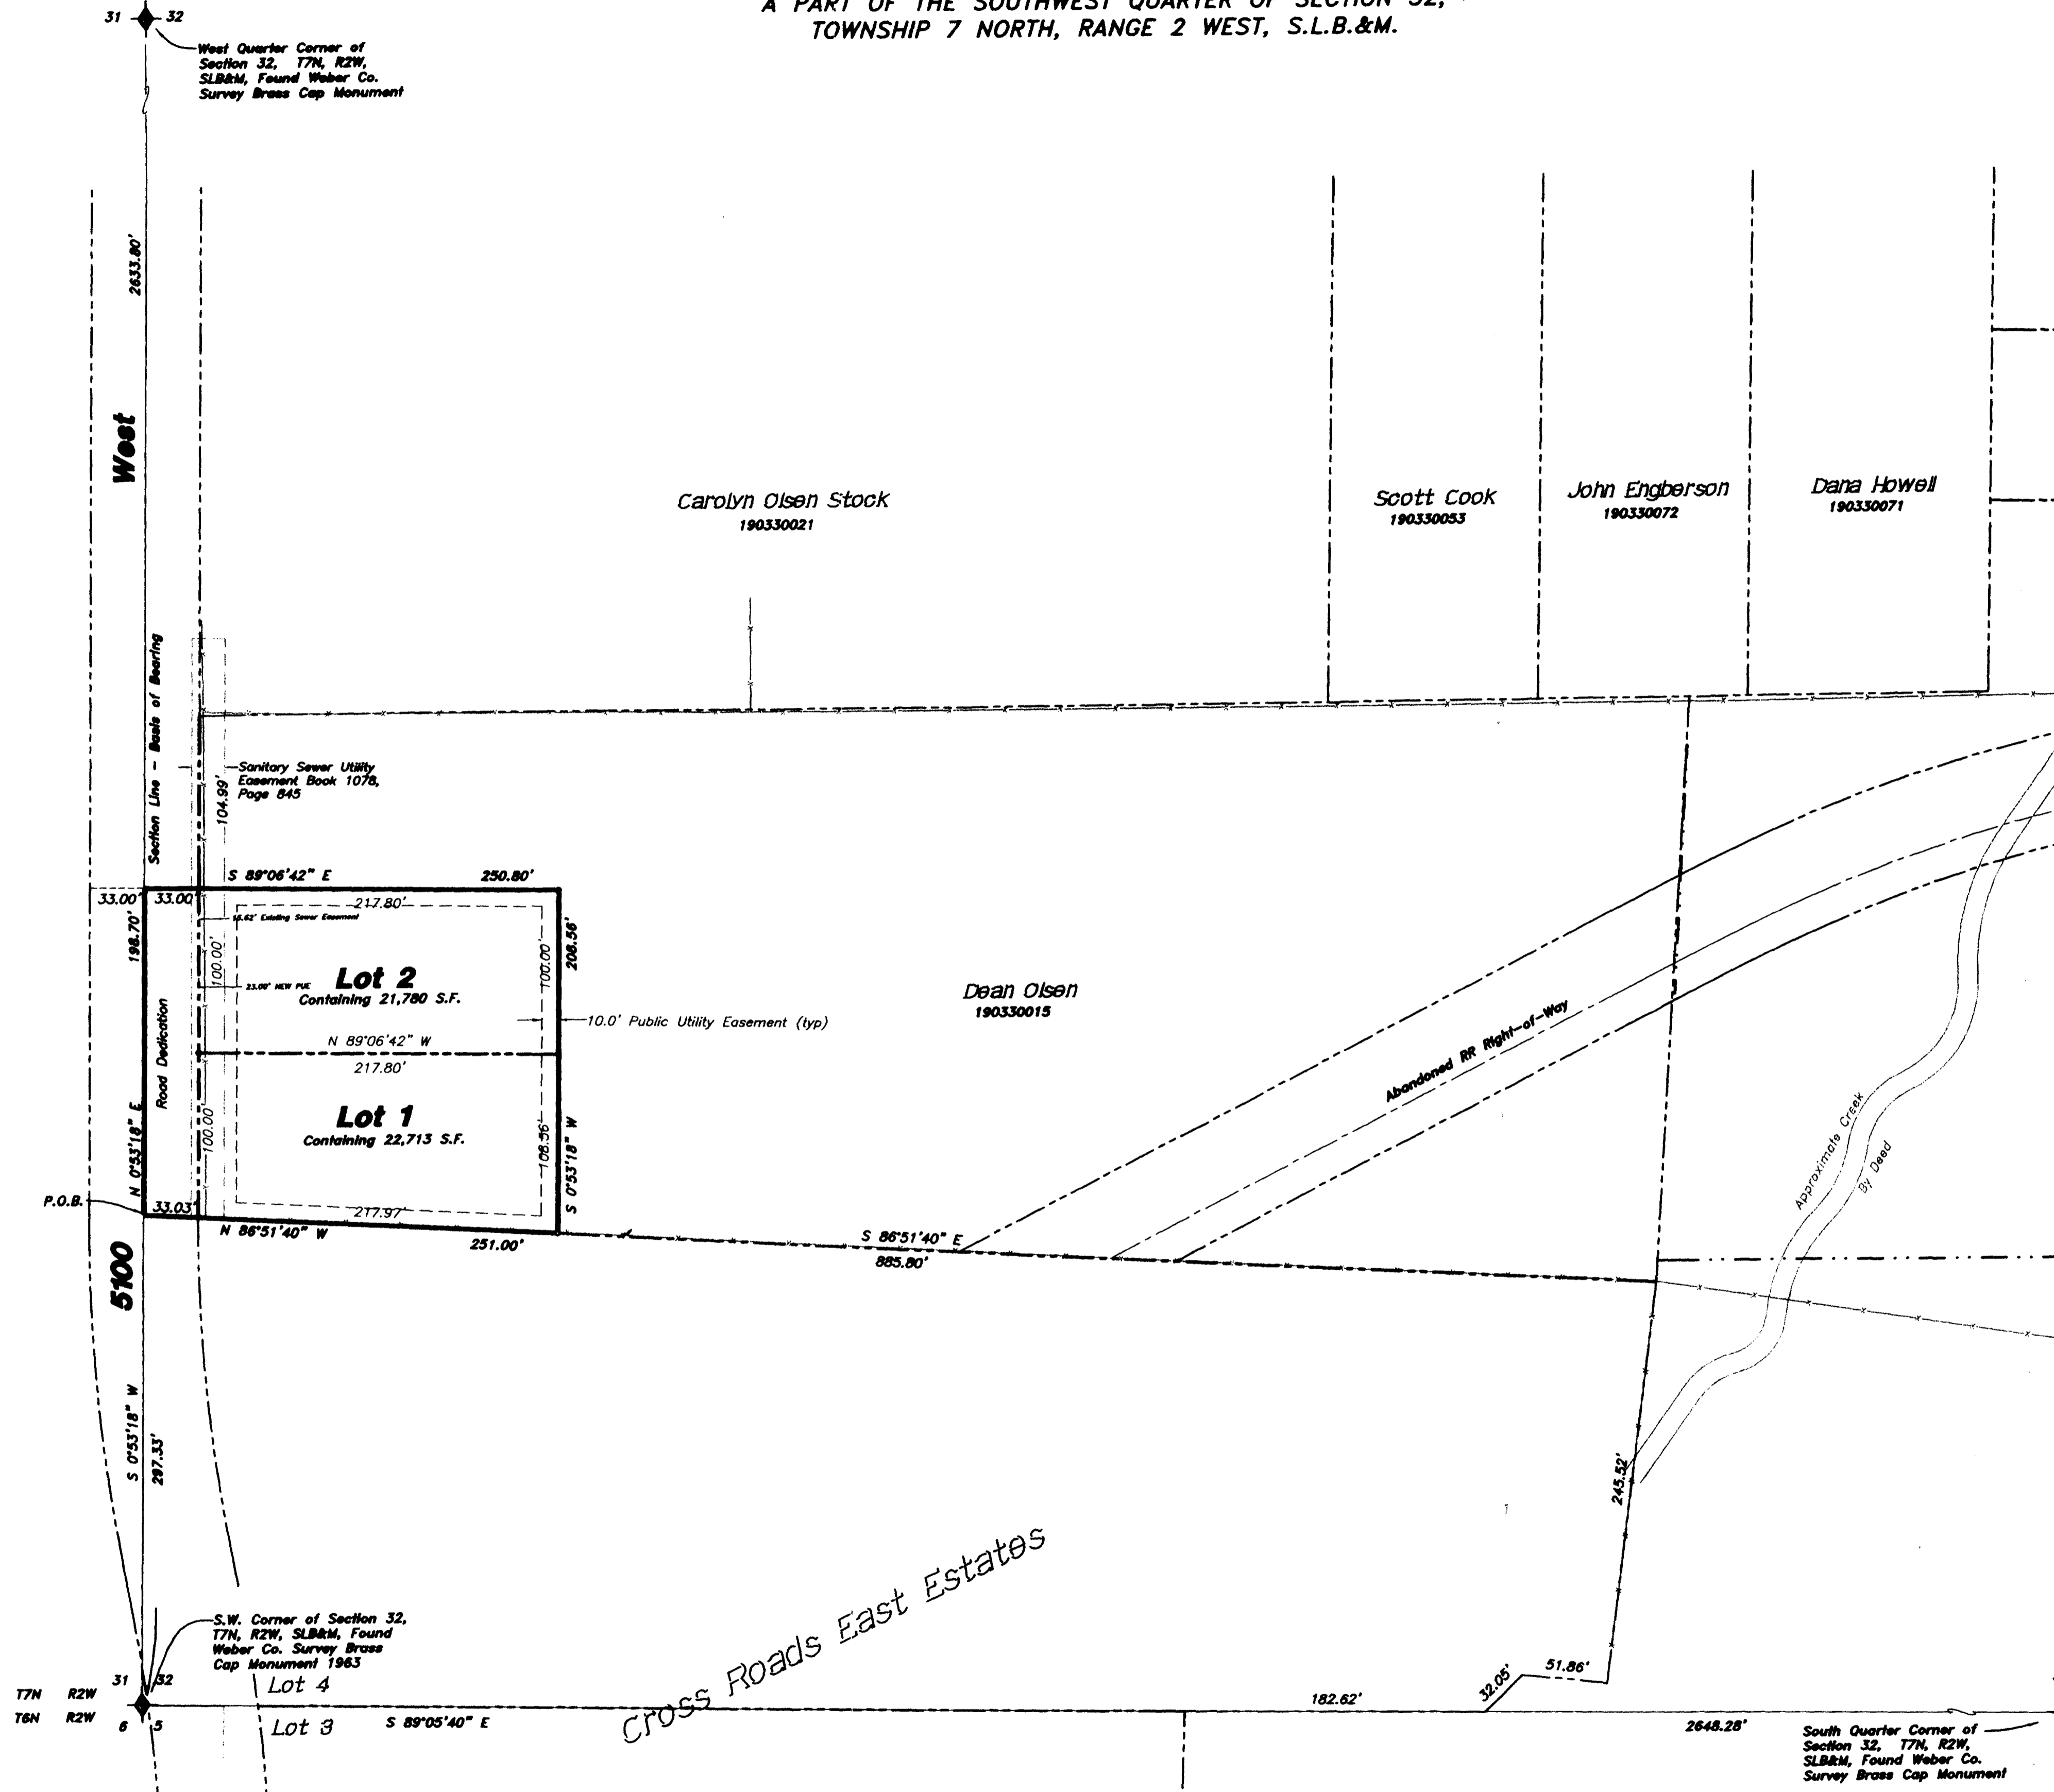 A PART OF THE SOUTHWEST QUARTER OF SECTION 32,
TOWNSHIP 7 NORTH, RANGE 2 WEST, S.L.B.&M.
31 32
West Quarter Corner of
Section 32, T7N, R2W,
SLB&M, Found Weber Co.
Survey Brass Cap Monument
2633.80'
West
Carolyn Olsen Stock
190330021
Scott Cook
190330053
John Engberson
190330072
Dana Howell
190330071
Section Line - Basis of Bearing
Sanitary Sewer Utility
Easement Book 1078,
Page 845
104.99'
S 89°06'42" E
250.80'
33.00'
33.00'
217.80'
15.62' Existing Sewer Easement
198.70'
100.00'
Lot 2
Containing 21,780 S.F.
23.00' NEW PUE
100.00'
208.56'
Dean Olsen
190330015
10.0' Public Utility Easement (typ)
Road Dedication
N 89°06'42" W
217.80'
Abandoned RR Right-of-Way
Lot 1
Containing 22,713 S.F.
100.00'
108.56'
N 0°53'18" E
S 0°53'18" W
Approximate Creek
By Deed
P.O.B.
33.03'
217.97'
N 86°51'40" W
251.00'
S 86°51'40" E
885.80'
5100
S 0°53'18" W
297.33'
245.52'
Cross Roads East Estates
S.W. Corner of Section 32,
T7N, R2W, SLB&M, Found
Weber Co. Survey Brass
Cap Monument 1963
31 32
T7N R2W
T6N R2W
6 5
Lot 4
Lot 3
S 89°05'40" E
182.62'
32.05'
51.86'
2648.28'
South Quarter Corner of
Section 32, T7N, R2W,
SLB&M, Found Weber Co.
Survey Brass Cap Monument